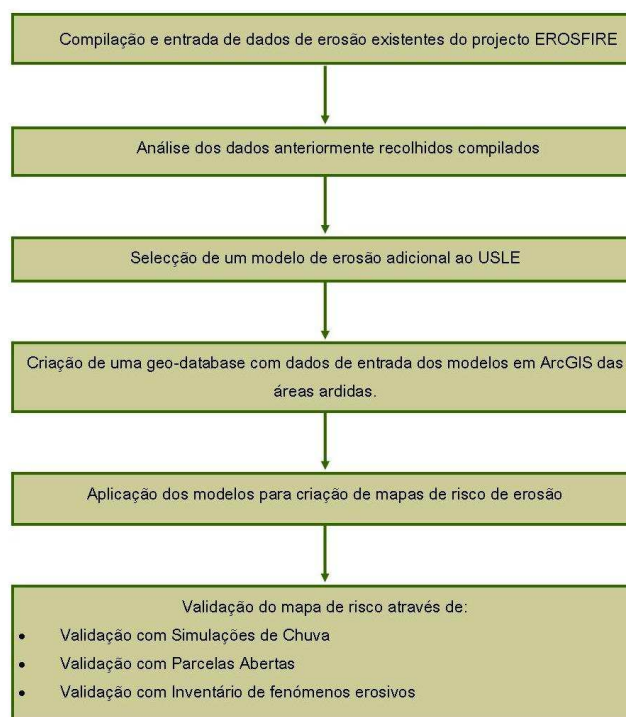 Compilação e entrada de dados de erosão existentes do projecto EROSFIRE
Análise dos dados anteriormente recolhidos compilados
Selecção de um modelo de erosão adicional ao USLE
Criação de uma geo-database com dados de entrada dos modelos em ArcGIS das
áreas ardidas.
Aplicação dos modelos para criação de mapas de risco de erosão
Validação do mapa de risco através de:
• Validação com Simulações de Chuva
• Validação com Parcelas Abertas
• Validação com Inventário de fenómenos erosivos